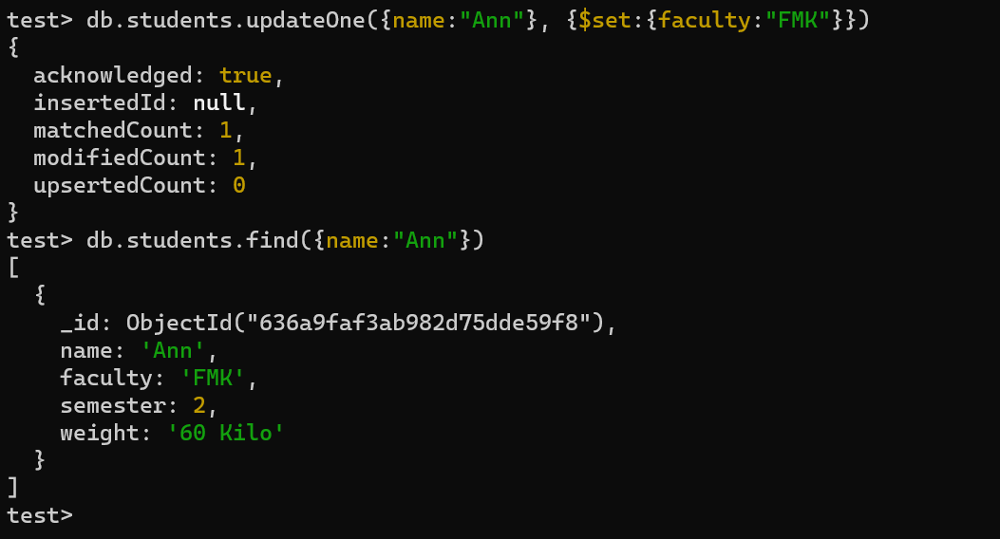 test> db.students.updateOne({name:"Ann"}, {$set:{faculty:"FMK"}})
{
  acknowledged: true,
  insertedId: null,
  matchedCount: 1,
  modifiedCount: 1,
  upsertedCount: 0
}
test> db.students.find({name:"Ann"})
[
  {
    _id: ObjectId("636a9faf3ab982d75dde59f8"),
    name: 'Ann',
    faculty: 'FMK',
    semester: 2,
    weight: '60 Kilo'
  }
]
test>